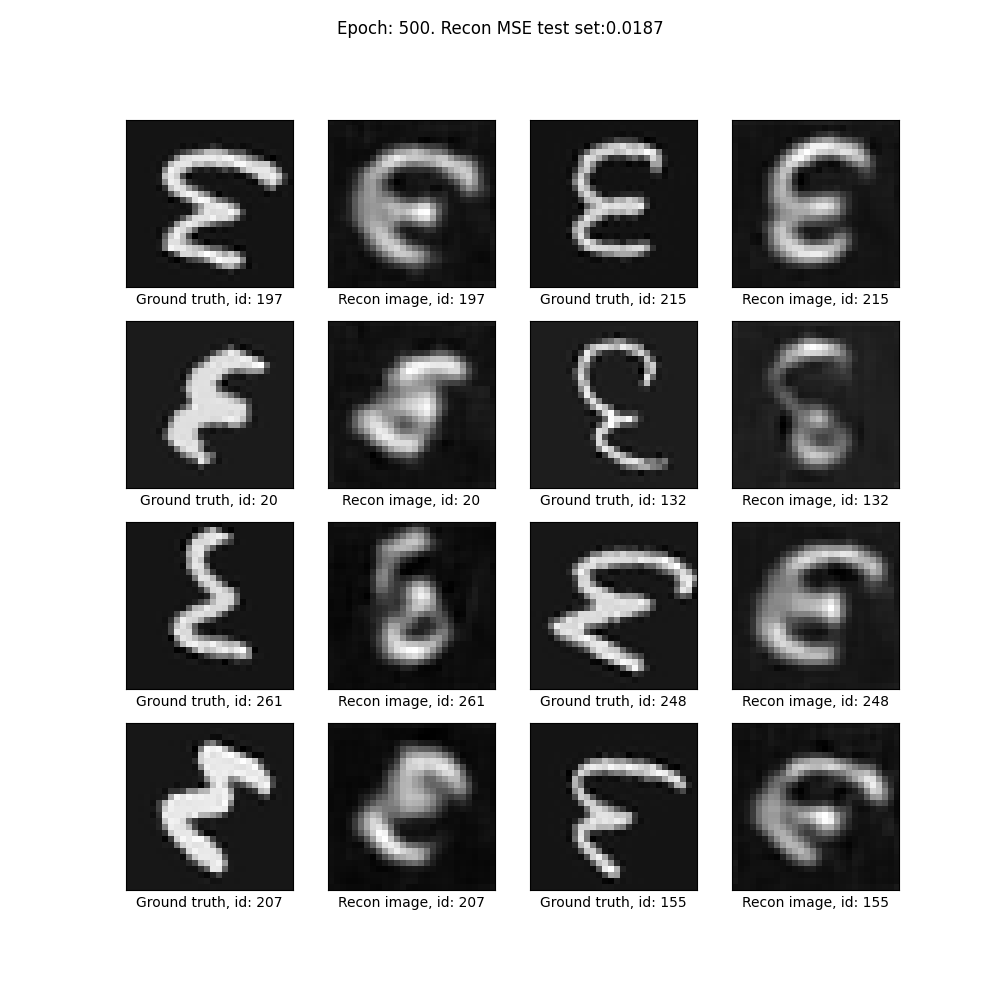 Epoch: 500. Recon MSE test set:0.0187
Ground truth, id: 197
Recon image, id: 197
Ground truth, id: 215
Recon image, id: 215
Ground truth, id: 20
Recon image, id: 20
Ground truth, id: 132
Recon image, id: 132
Ground truth, id: 261
Recon image, id: 261
Ground truth, id: 248
Recon image, id: 248
Ground truth, id: 207
Recon image, id: 207
Ground truth, id: 155
Recon image, id: 155